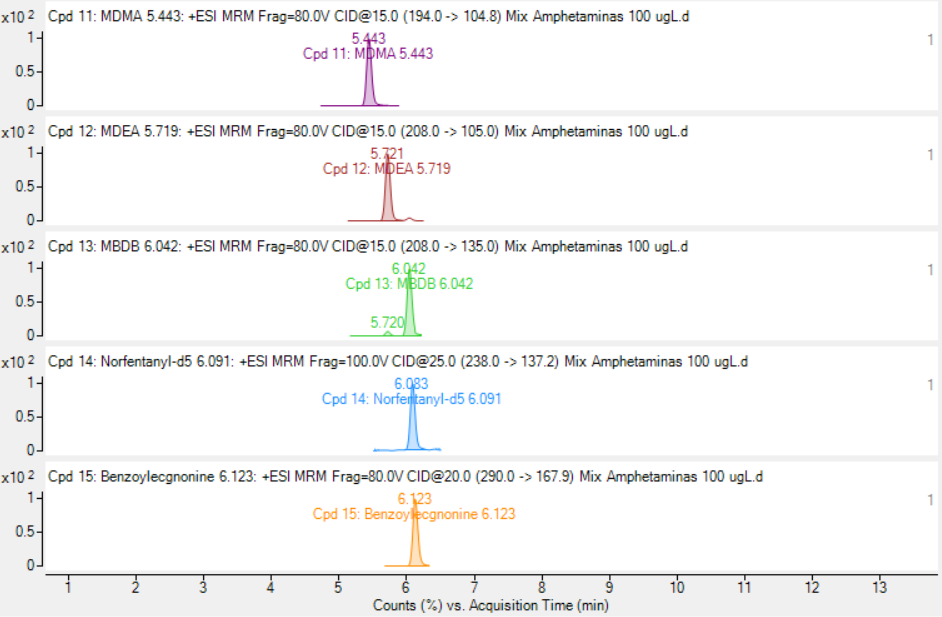 x10 2 Cpd 11: MDMA 5.443: +ESI MRM Frag=80.0V CID@15.0 (194.0 -> 104.8) Mix Amphetaminas 100 ugL.d
1 5.443 1
Cpd 11: MDMA 5.443
0.5
0
x10 2 Cpd 12: MDEA 5.719: +ESI MRM Frag=80.0V CID@15.0 (208.0 -> 105.0) Mix Amphetaminas 100 ugL.d
1 5.721 1
Cpd 12: MDEA 5.719
0.5
0
x10 2 Cpd 13: MBDB 6.042: +ESI MRM Frag=80.0V CID@15.0 (208.0 -> 135.0) Mix Amphetaminas 100 ugL.d
1 6.042 1
Cpd 13: MBDB 6.042
0.5
5.720
0
x10 2 Cpd 14: Norfentanyl-d5 6.091: +ESI MRM Frag=100.0V CID@25.0 (238.0 -> 137.2) Mix Amphetaminas 100 ugL.d
1 6.083 1
Cpd 14: Norfentanyl-d5 6.091
0.5
0
x10 2 Cpd 15: Benzoylecgnonine 6.123: +ESI MRM Frag=80.0V CID@20.0 (290.0 -> 167.9) Mix Amphetaminas 100 ugL.d
1 6.123 1
Cpd 15: Benzoylecgnonine 6.123
0.5
0
1 2 3 4 5 6 7 8 9 10 11 12 13
Counts (%) vs. Acquisition Time (min)